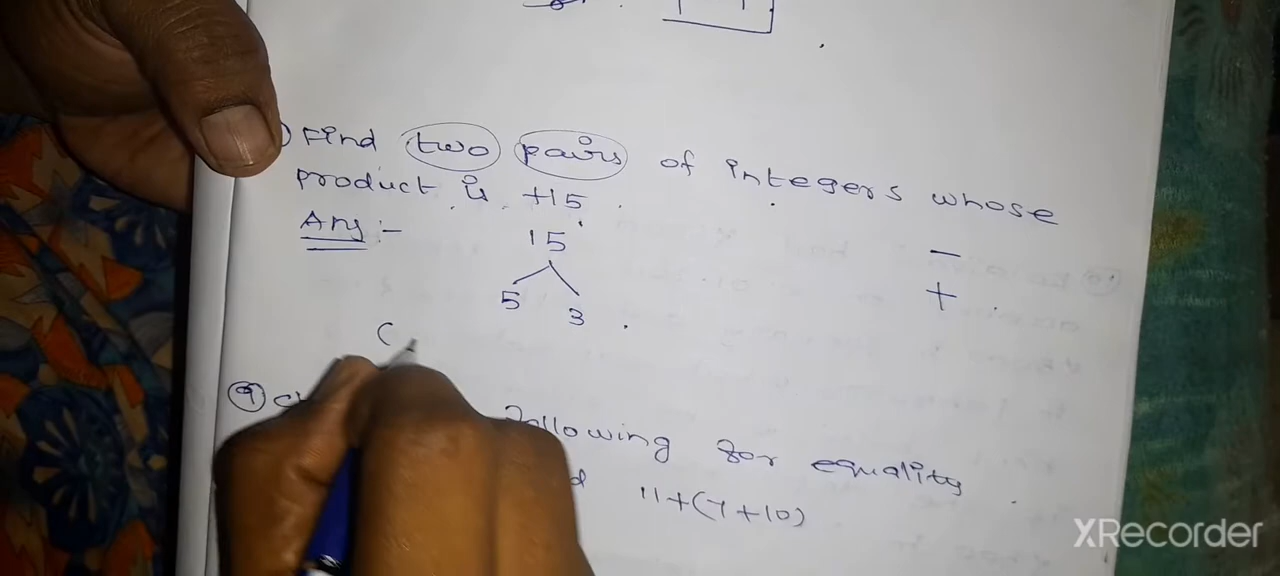 ) Find two pairs of integers whose
product is +15
Ans :-
15
5 3
-
+
(
9 following for equality
11+(7+10)
XRecorder